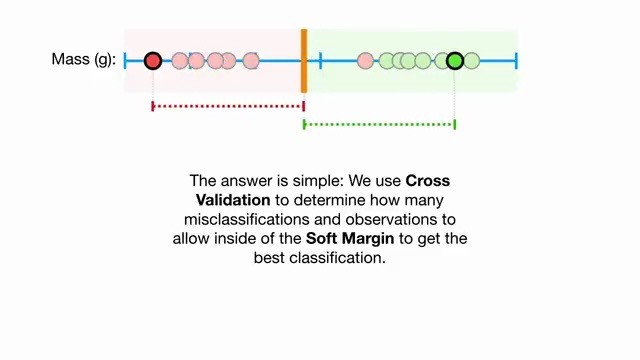 Mass (g):
The answer is simple: We use Cross
Validation to determine how many
misclassifications and observations to
allow inside of the Soft Margin to get the
best classification.